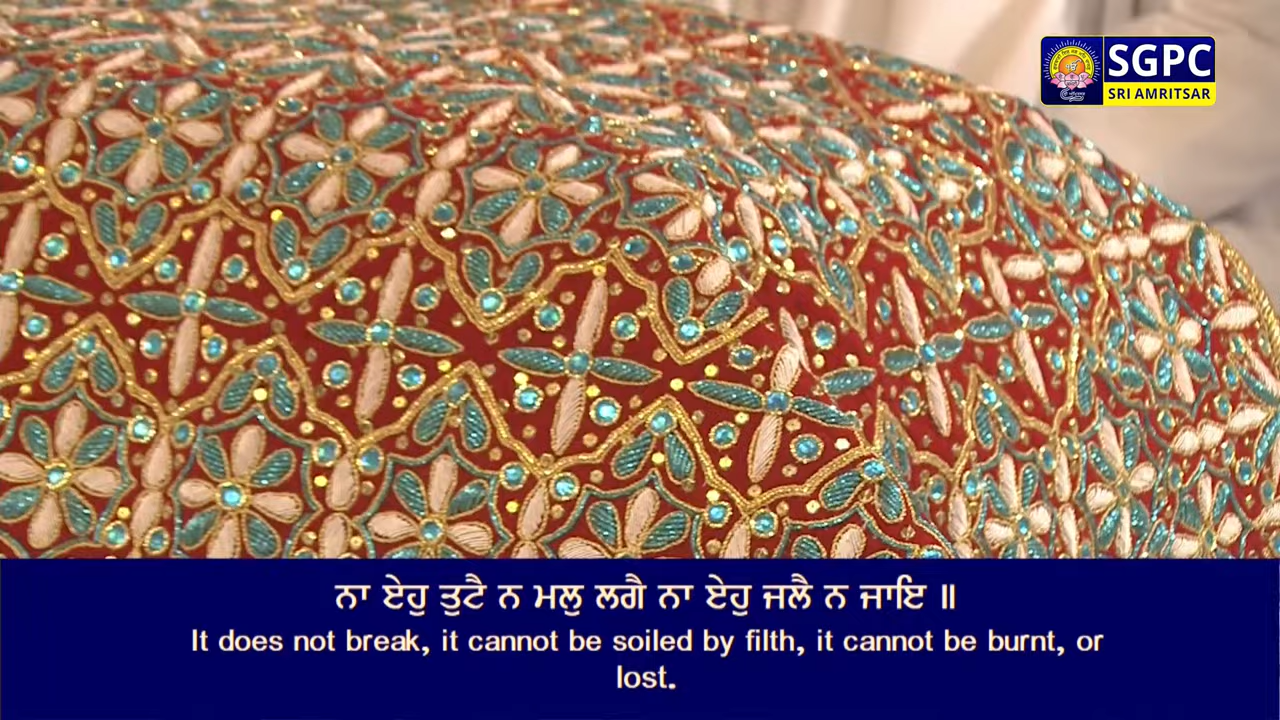 SGPC
SRI AMRITSAR
ਨਾ ਏਹੁ ਤੁਟੈ ਨ ਮਲੁ ਲਗੈ ਨਾ ਏਹੁ ਜਲੈ ਨ ਜਾਇ ॥
It does not break, it cannot be soiled by filth, it cannot be burnt, or
lost.